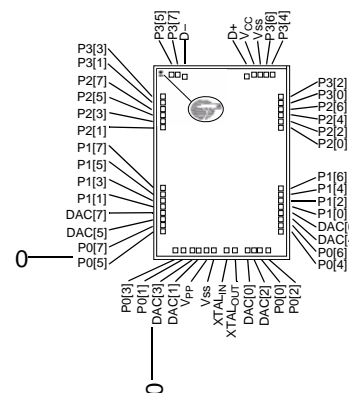 P3[5]
P3[7]
D–
D+
VCC
VSS
P3[6]
P3[4]
P3[3]
P3[1]
P2[7]
P2[5]
P2[3]
P2[1]
P1[7]
P1[5]
P1[3]
P1[1]
DAC[7]
DAC[5]
P0[7]
P0[5]
P3[2]
P3[0]
P2[6]
P2[4]
P2[2]
P2[0]
P1[6]
P1[4]
P1[2]
P1[0]
P0[6]
P0[4]
0
P0[3]
P0[1]
DAC[3]
DAC[1]
VPP
VSS
XTALIN
XTALOUT
DAC[0]
DAC[2]
P0[0]
P0[2]
0